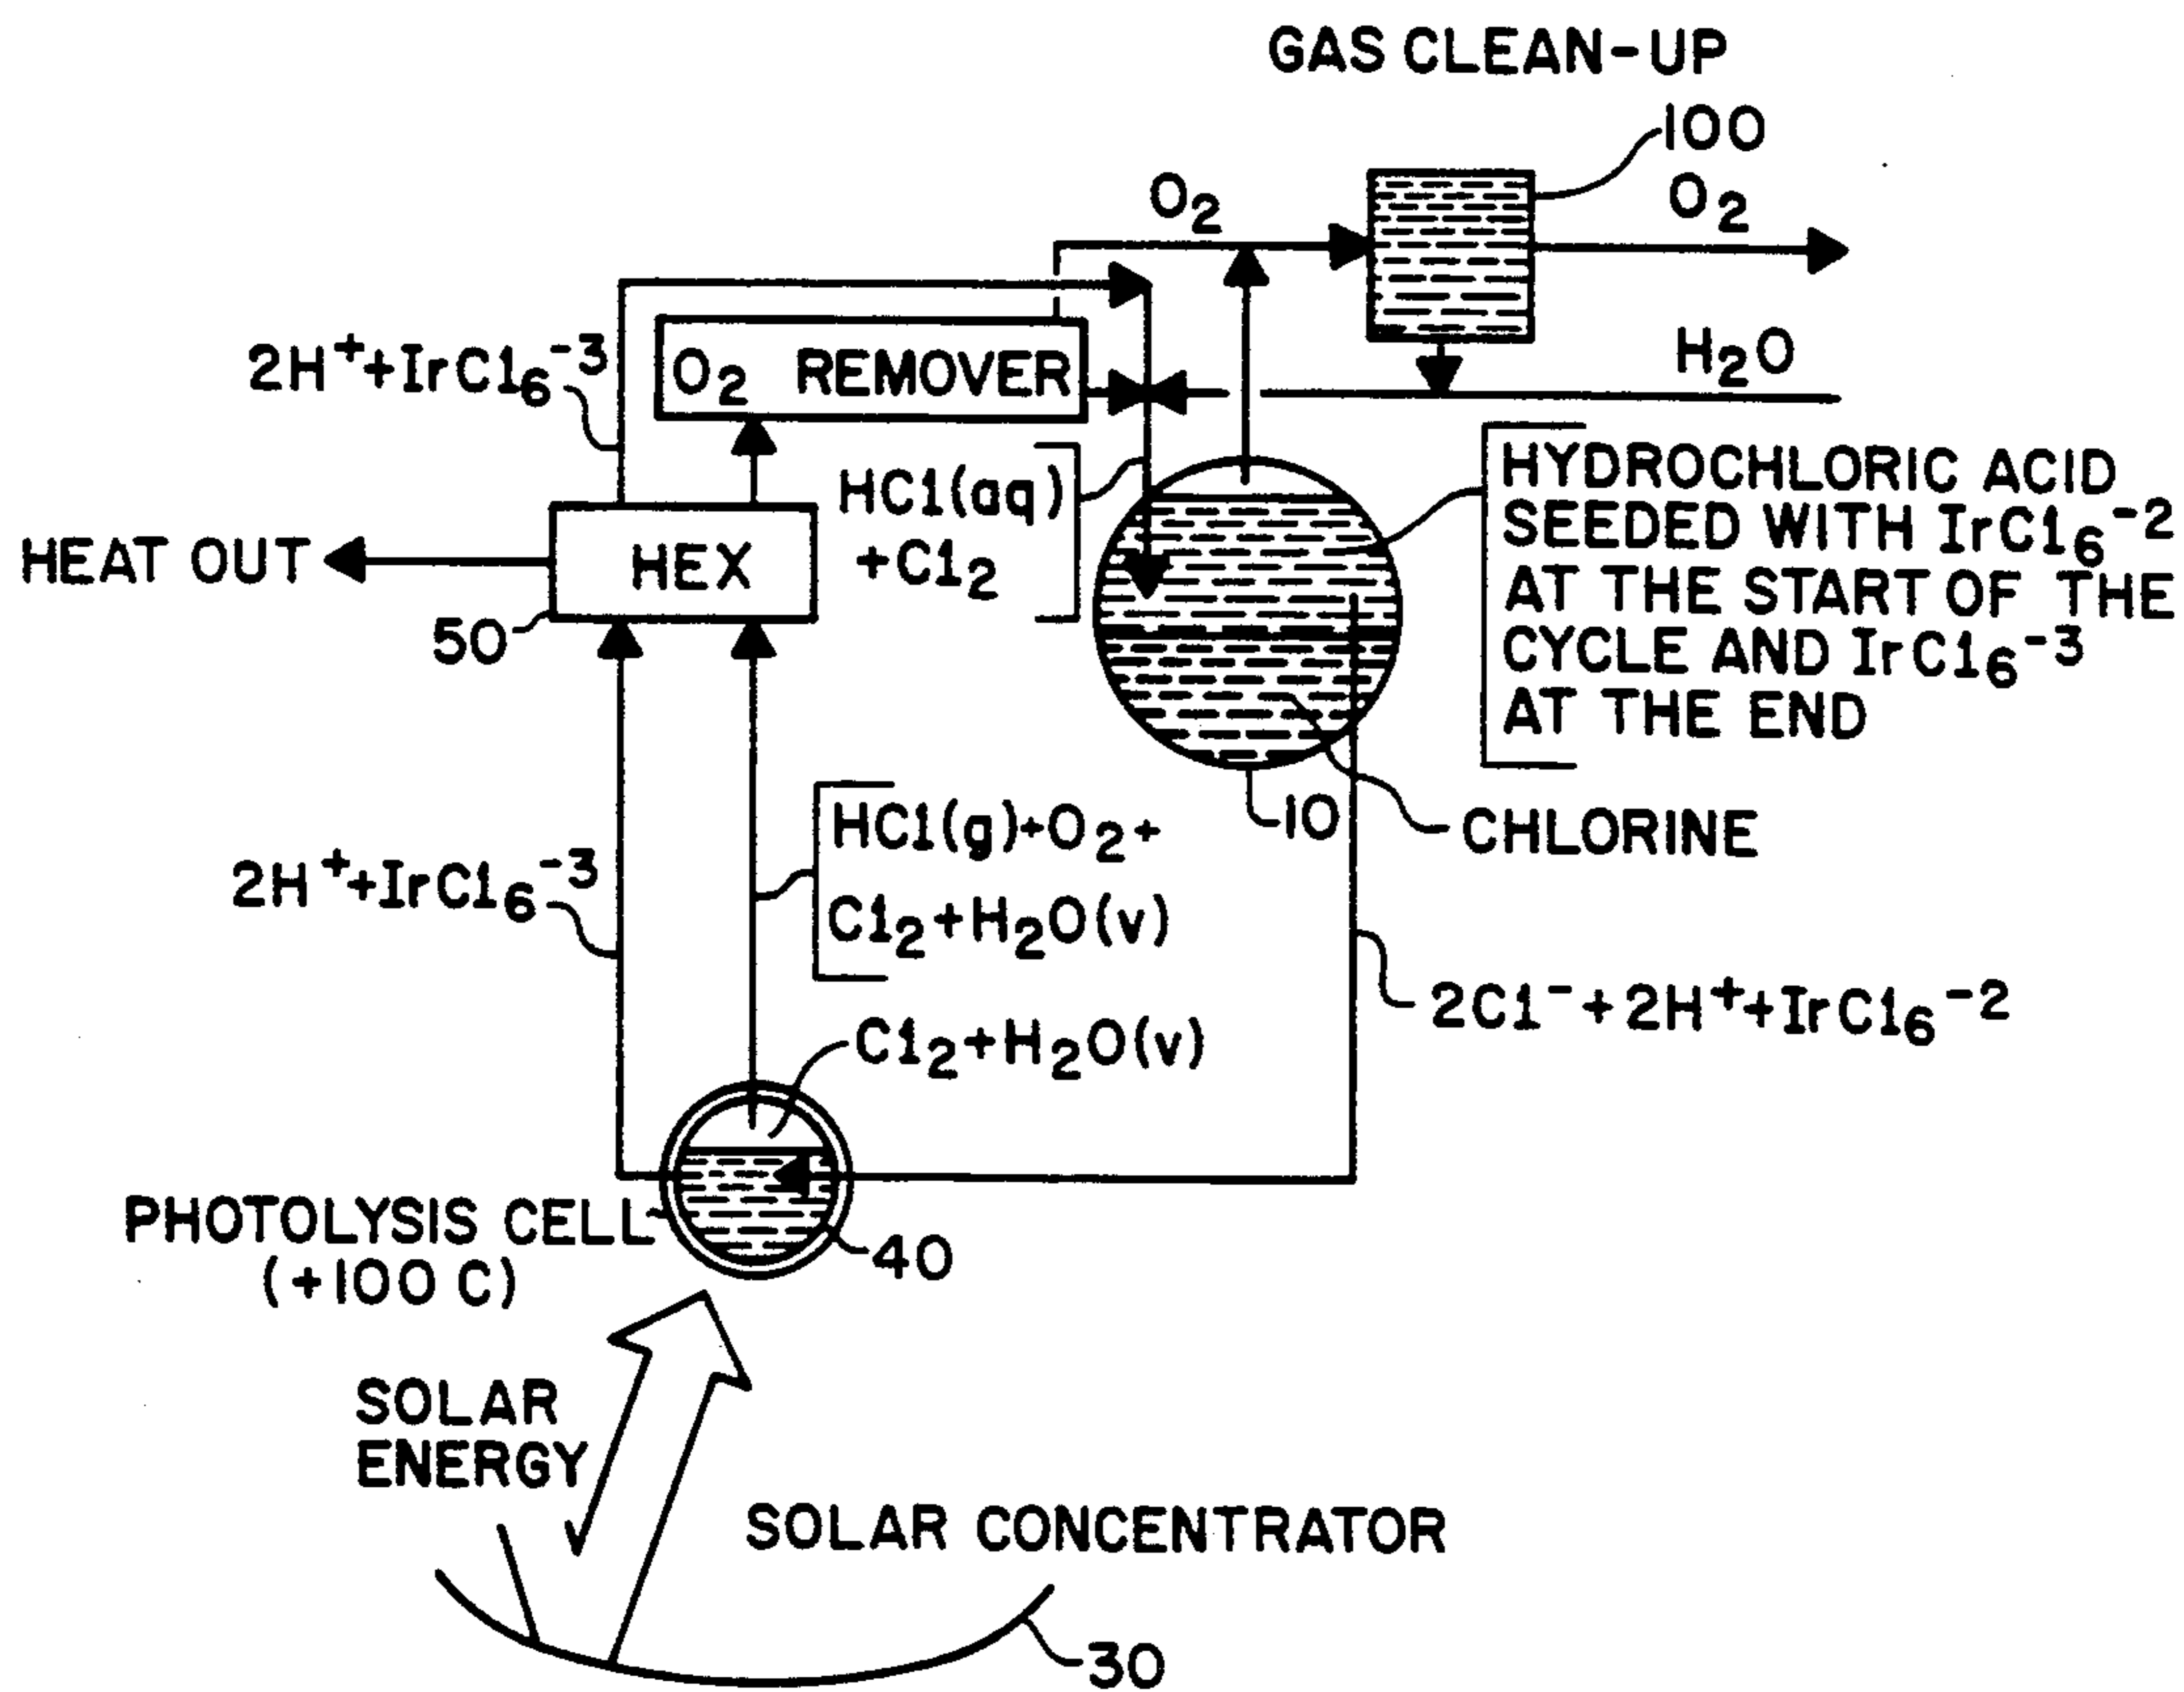 GAS CLEAN-UP
100
O2
O2
H2O
2H++IrCl6-3
O2 REMOVER
HCl(aq)
+Cl2
HYDROCHLORIC ACID
SEEDED WITH IrCl6-2
AT THE START OF THE
CYCLE AND IrCl6-3
AT THE END
HEAT OUT
HEX
50
10
CHLORINE
HCl(g)+O2+
Cl2+H2O(v)
2H++IrCl6-3
2Cl-+2H++IrCl6-2
Cl2+H2O(v)
PHOTOLYSIS CELL
(+100 C)
40
SOLAR
ENERGY
SOLAR CONCENTRATOR
30